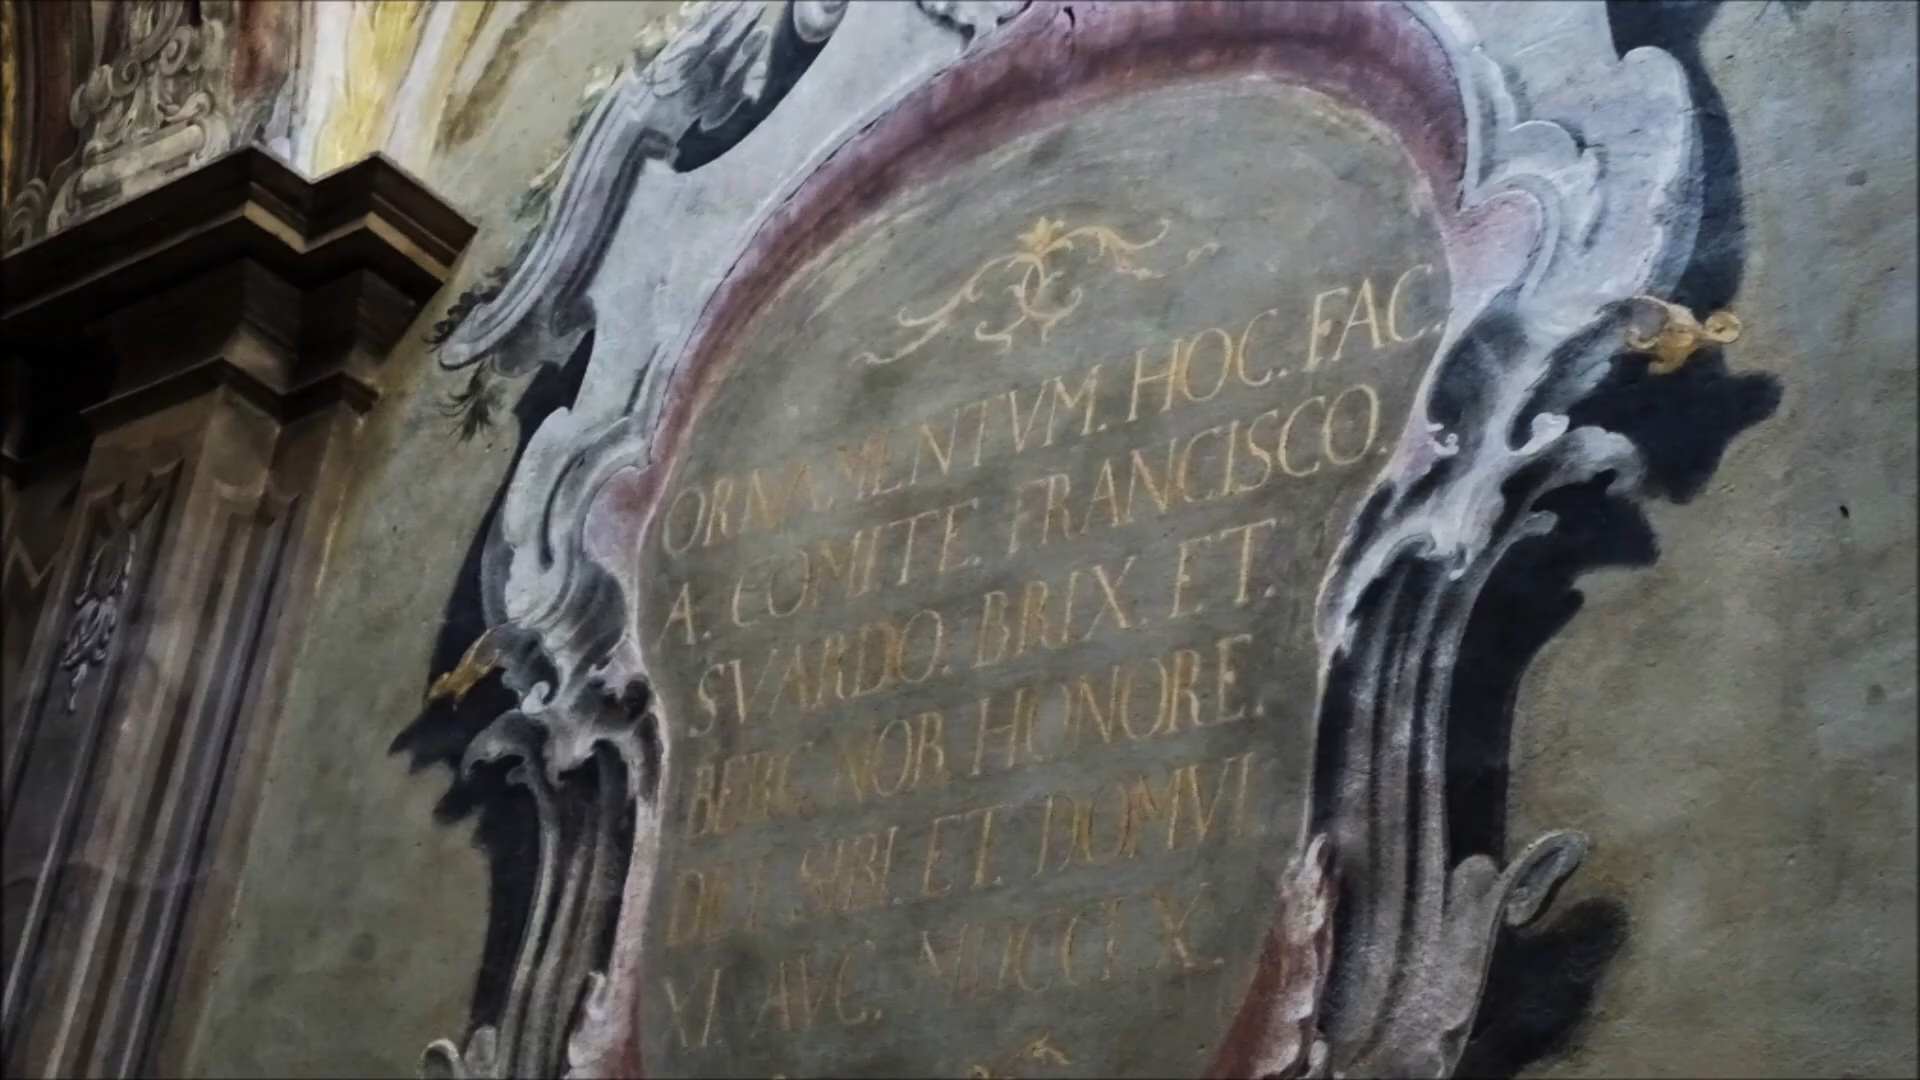 ORNAMENTVM. HOC. FAC.
A. COMITE. FRANCISCO.
SVARDO. BRIX. ET.
BERG. NOB. HONORE.
DEI. SIBI. ET. DOMVI.
XI. AVG. MDCCLX.